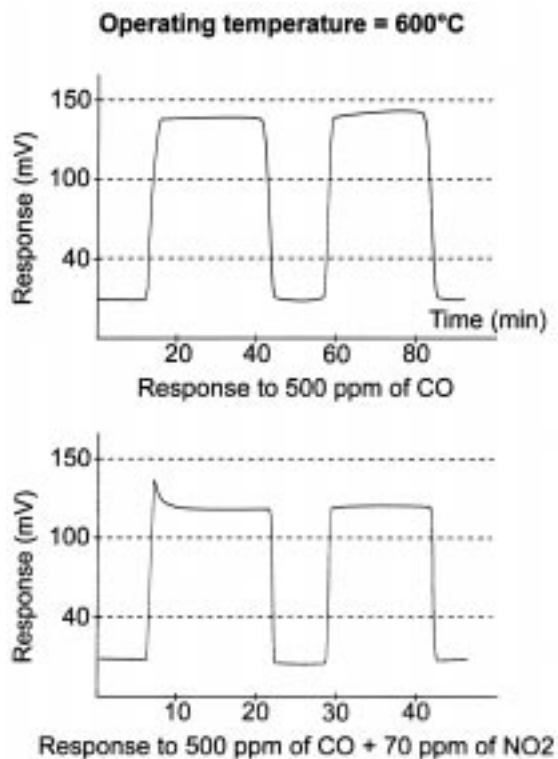 Operating temperature = 600°C
150
100
40
Response (mV)
Time (min)
20 40 60 80
Response to 500 ppm of CO
150
100
40
Response (mV)
10 20 30 40
Response to 500 ppm of CO + 70 ppm of NO2